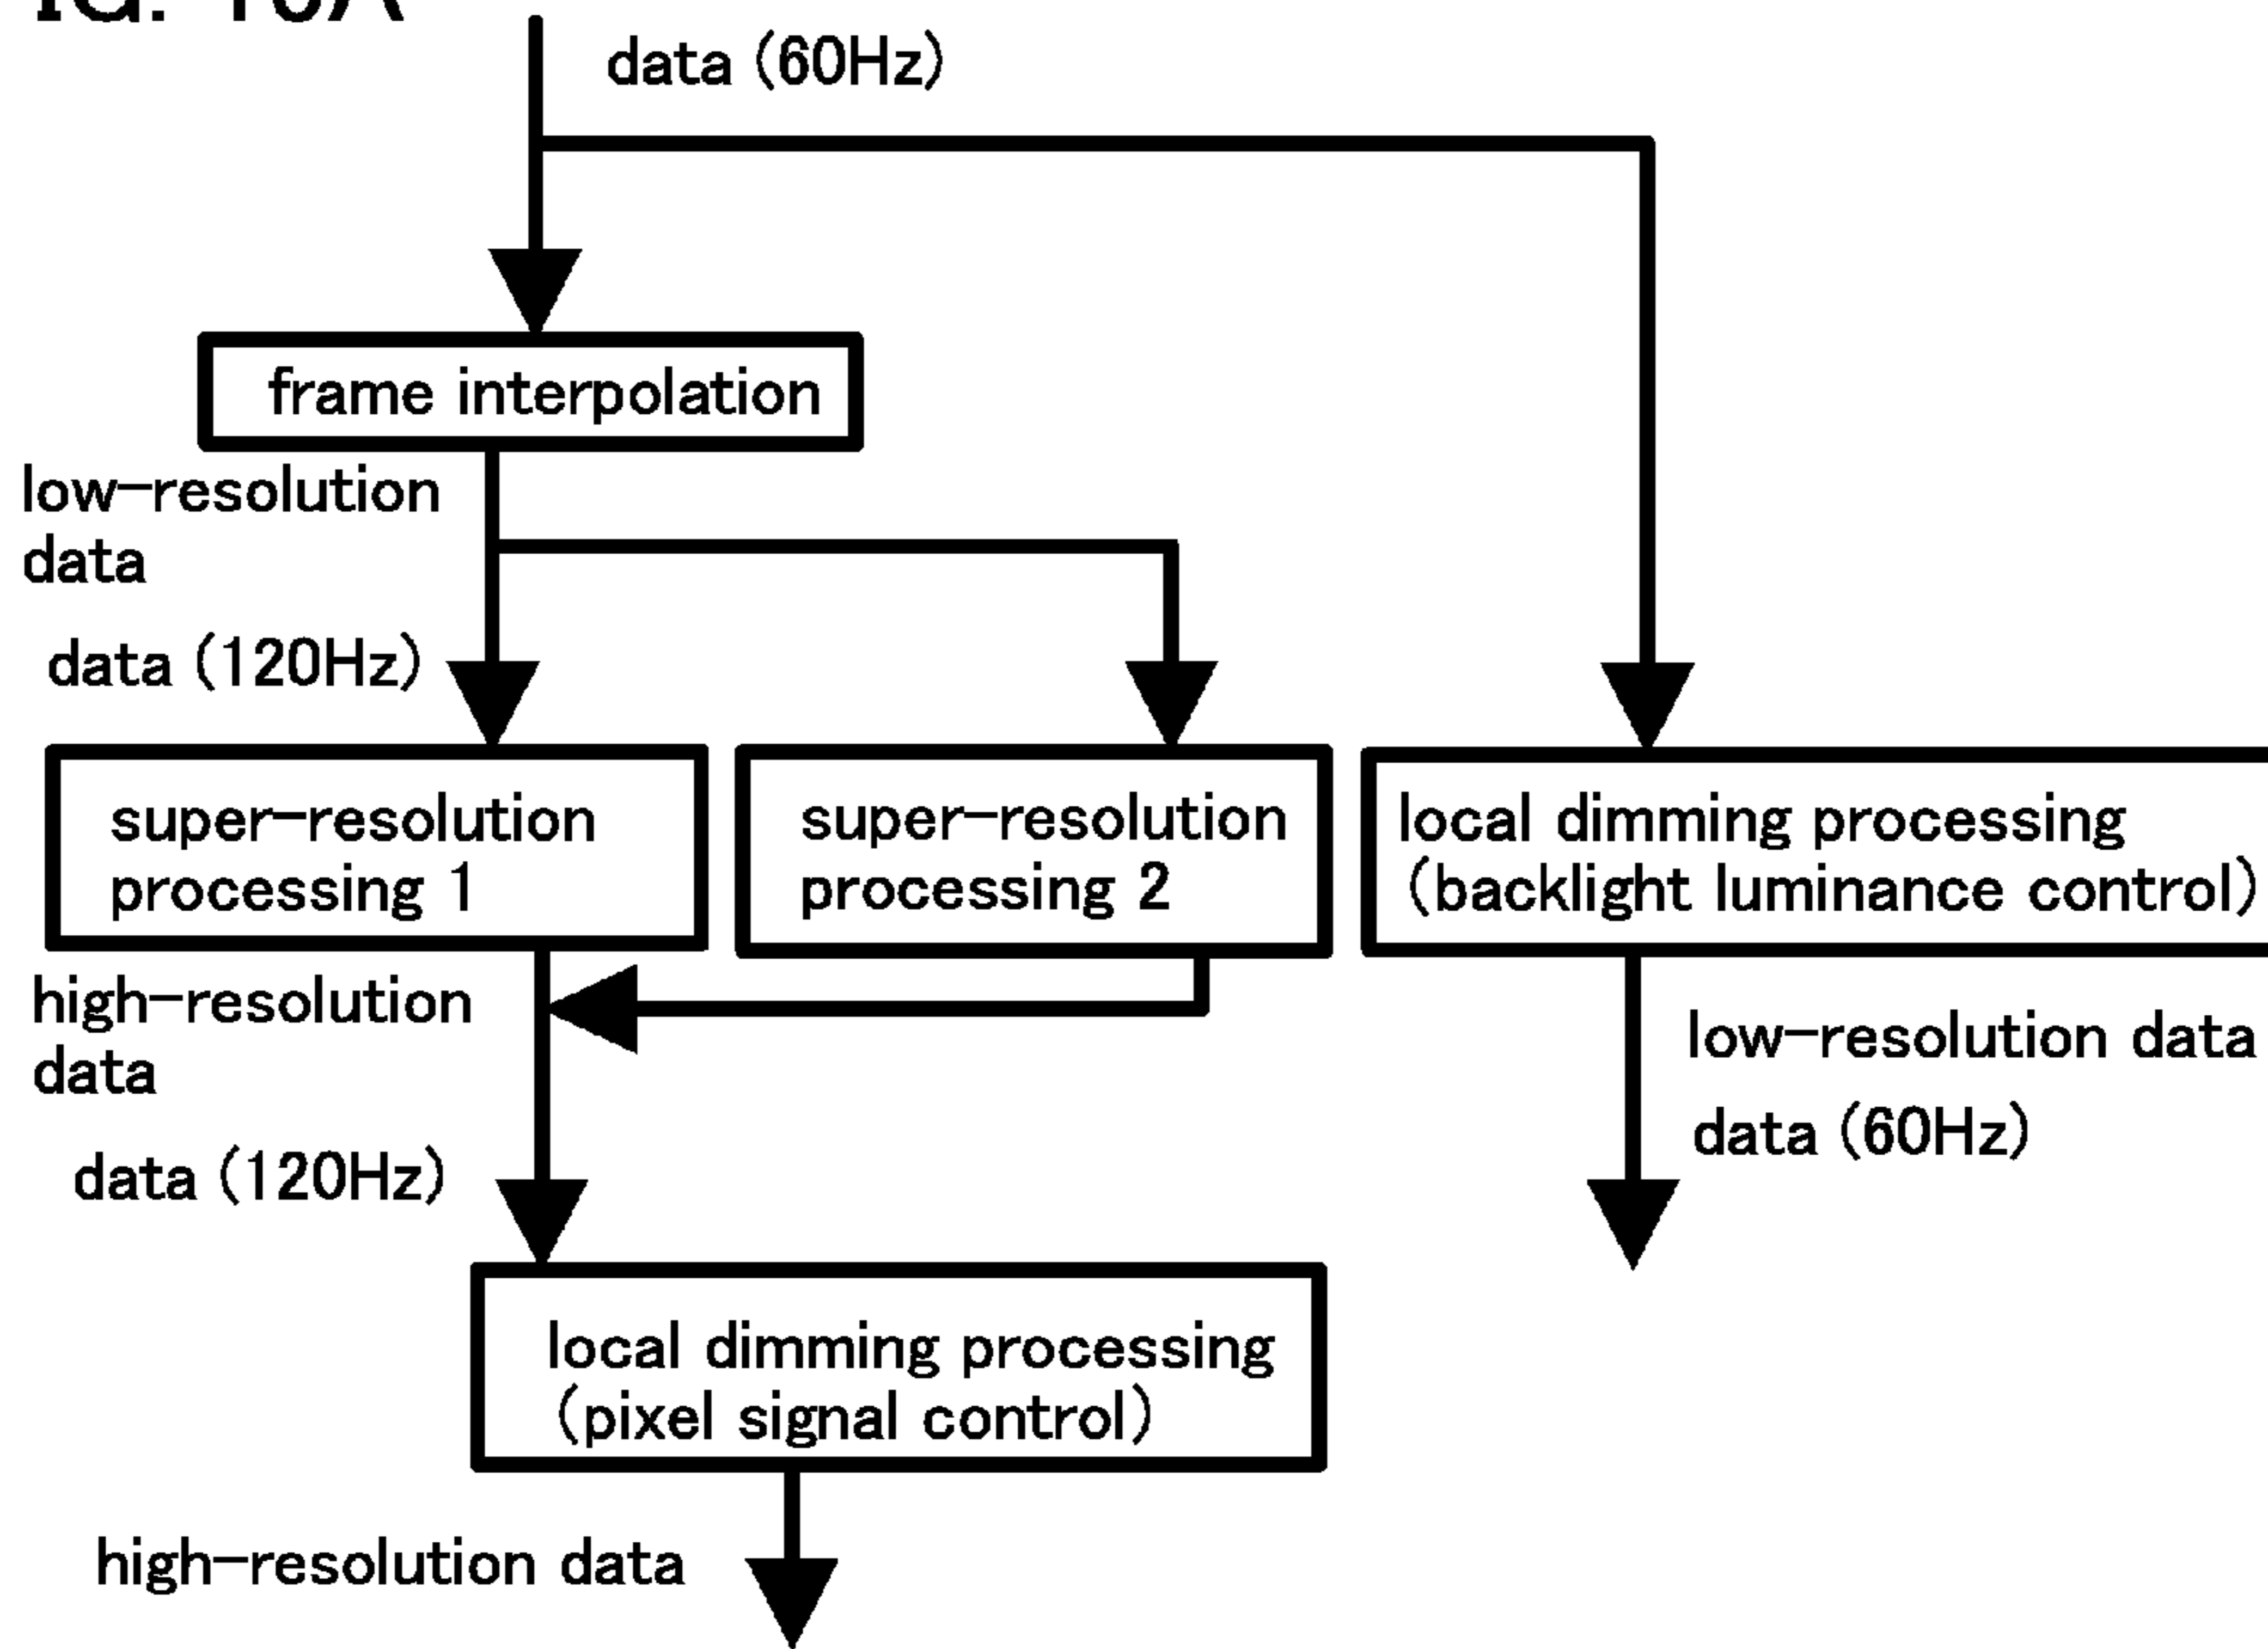 data (60Hz)
frame interpolation
low-resolution
data
data (120Hz)
super-resolution
processing 1
super-resolution
processing 2
local dimming processing
(backlight luminance control)
high-resolution
data
data (120Hz)
low-resolution data
data (60Hz)
local dimming processing
(pixel signal control)
high-resolution data